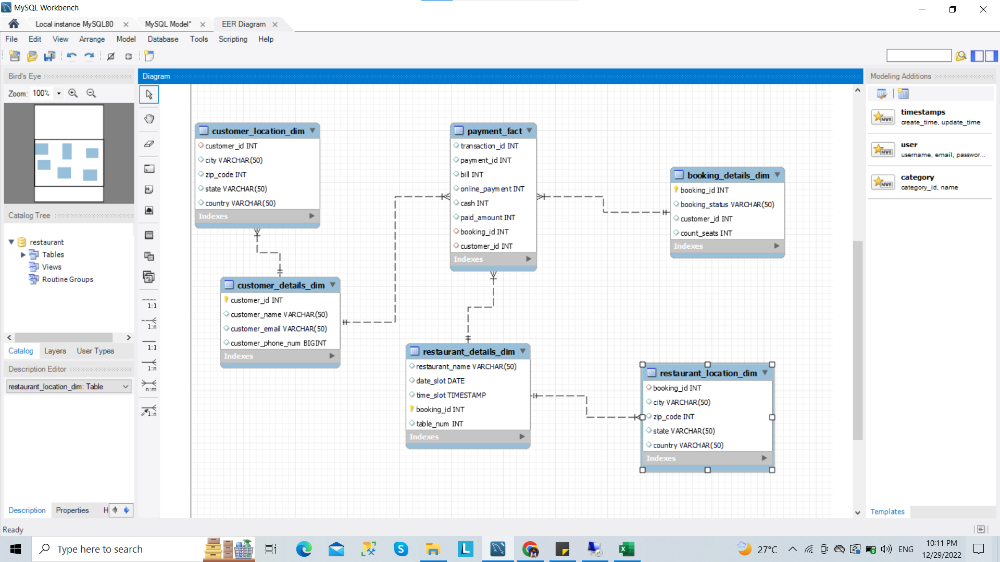 MySQL Workbench
Local instance MySQL80
MySQL Model*
EER Diagram
File Edit View Arrange Model Database Tools Scripting Help
Bird's Eye
Zoom: 100%
Catalog Tree
restaurant
Tables
Views
Routine Groups
Catalog Layers User Types
Description Editor
restaurant_location_dim: Table
Description Properties H
Ready
Diagram
1:1
1:n
1:1
1:n
n:m
1:n
customer_location_dim
customer_id INT
city VARCHAR(50)
zip_code INT
state VARCHAR(50)
country VARCHAR(50)
Indexes
customer_details_dim
customer_id INT
customer_name VARCHAR(50)
customer_email VARCHAR(50)
customer_phone_num BIGINT
Indexes
payment_fact
transaction_id INT
payment_id INT
bill INT
online_payment INT
cash INT
paid_amount INT
booking_id INT
customer_id INT
Indexes
restaurant_details_dim
restaurant_name VARCHAR(50)
date_slot DATE
time_slot TIMESTAMP
booking_id INT
table_num INT
Indexes
booking_details_dim
booking_id INT
booking_status VARCHAR(50)
customer_id INT
count_seats INT
Indexes
restaurant_location_dim
booking_id INT
city VARCHAR(50)
zip_code INT
state VARCHAR(50)
country VARCHAR(50)
Indexes
Modeling Additions
MWB
timestamps
create_time, update_time
MWB
user
username, email, passwor...
MWB
category
category_id, name
Templates
Type here to search
27°C
ENG
10:11 PM
12/29/2022